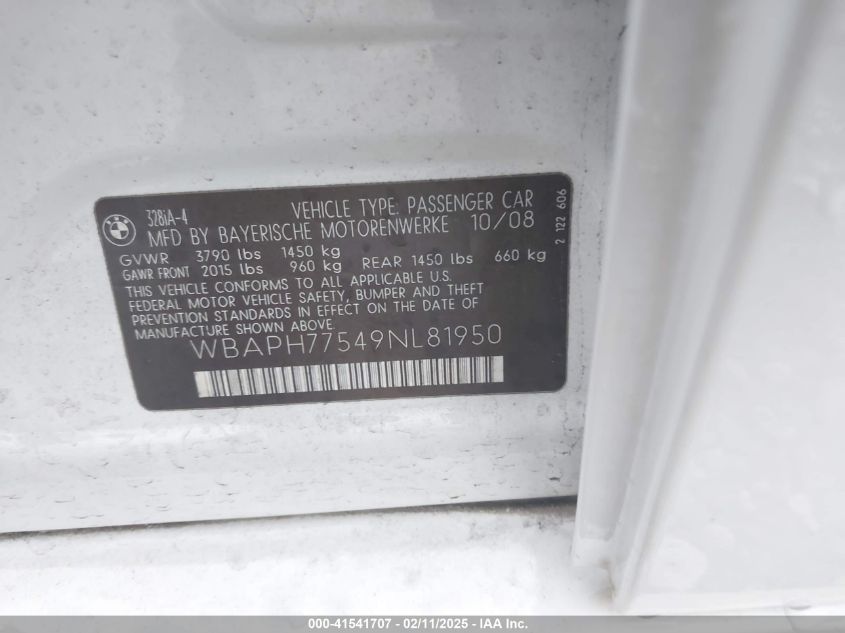 BMW
328iA-4
VEHICLE TYPE: PASSENGER CAR
MFD BY BAYERISCHE MOTORENWERKE 10/08
GVWR 3790 lbs 1450 kg
GAWR FRONT 2015 lbs 960 kg REAR 1450 lbs 660 kg
THIS VEHICLE CONFORMS TO ALL APPLICABLE U.S.
FEDERAL MOTOR VEHICLE SAFETY, BUMPER AND THEFT
PREVENTION STANDARDS IN EFFECT ON THE DATE OF
MANUFACTURE SHOWN ABOVE.
WBAPH77549NL81950
2 122 606
000-41541707 - 02/11/2025 - IAA Inc.